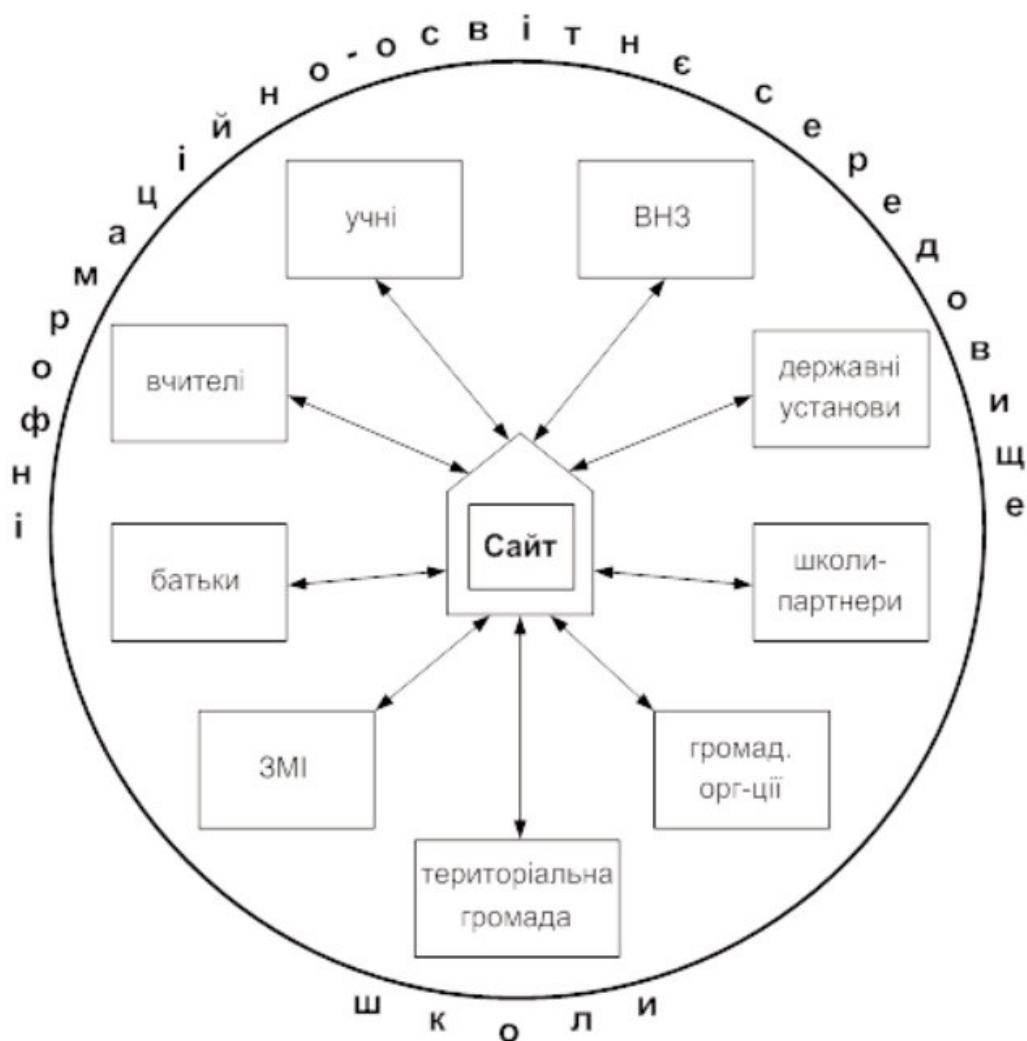 інформаційно-освітнє середовище
учні
ВНЗ
вчителі
державні
установи
Сайт
батьки
школи-
партнери
ЗМІ
громад.
орг-ції
територіальна
громада
школи